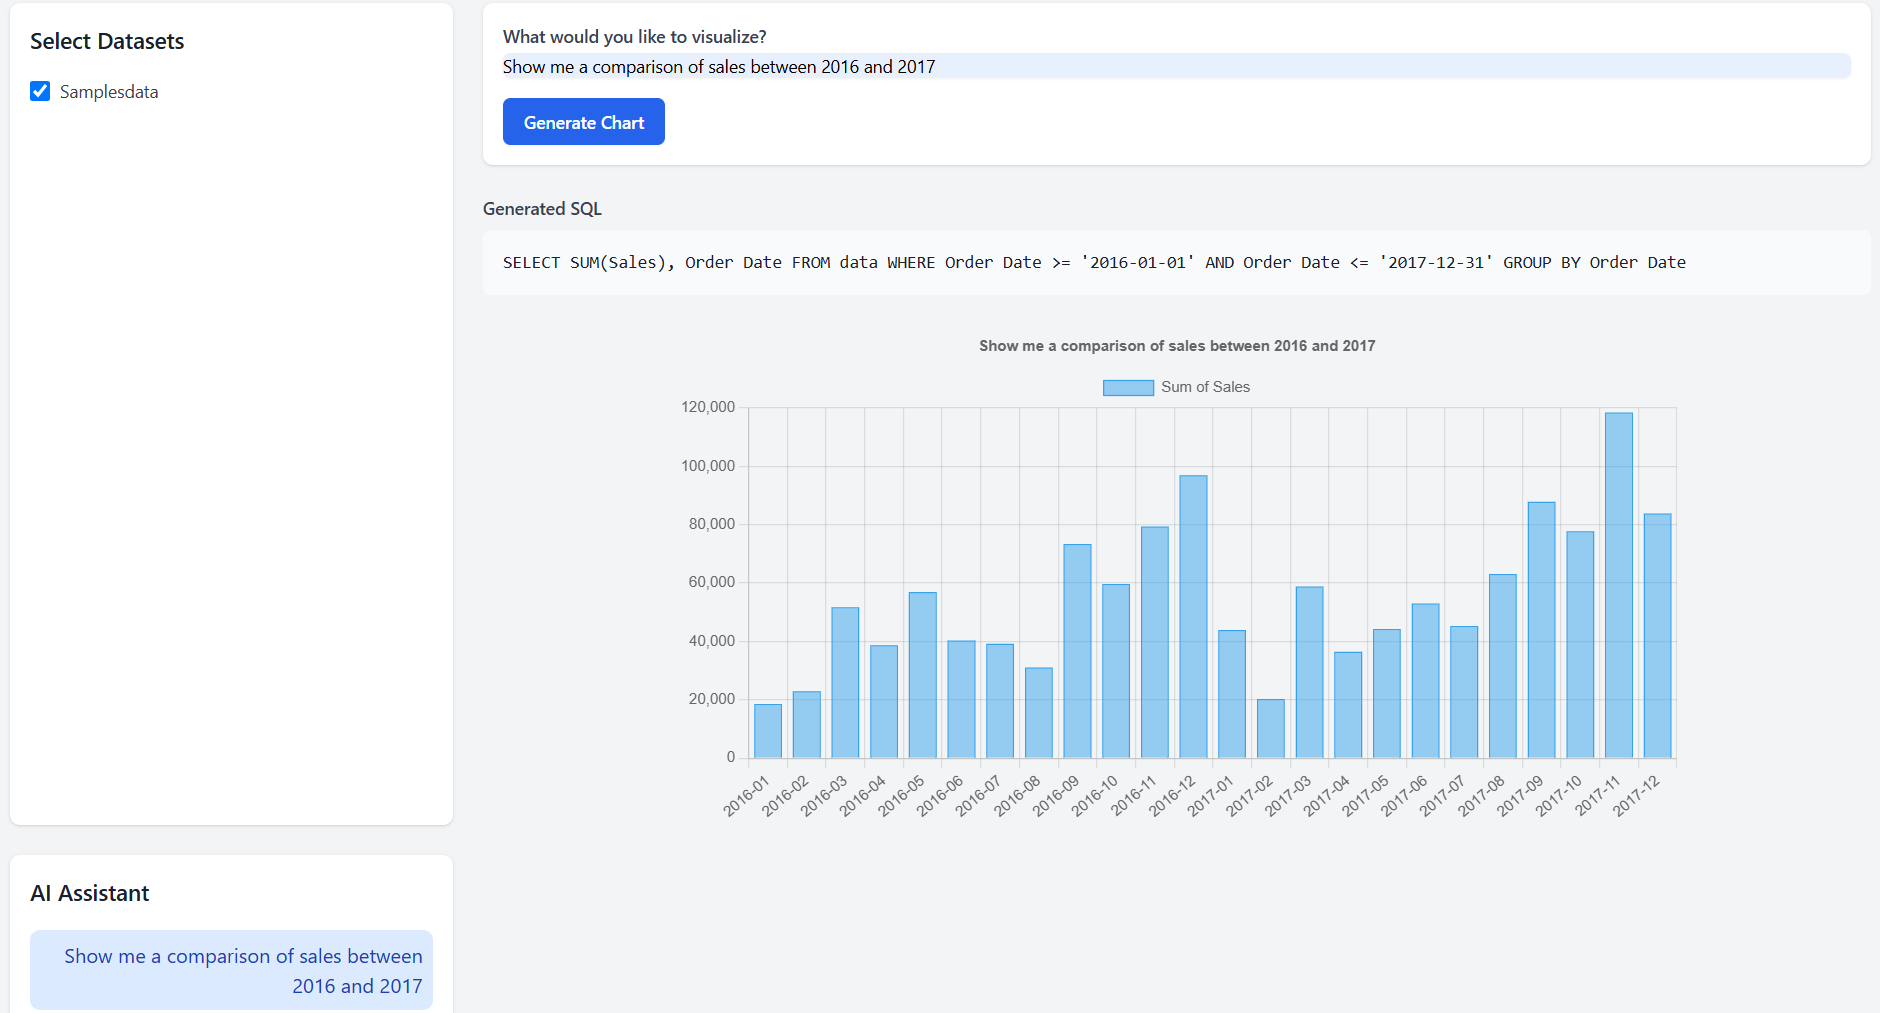 Select Datasets
Samplesdata
What would you like to visualize?
Show me a comparison of sales between 2016 and 2017
Generate Chart
Generated SQL
SELECT SUM(Sales), Order Date FROM data WHERE Order Date >= '2016-01-01' AND Order Date <= '2017-12-31' GROUP BY Order Date
Show me a comparison of sales between 2016 and 2017
Sum of Sales
120,000
100,000
80,000
60,000
40,000
20,000
0
2016-01
2016-02
2016-03
2016-04
2016-05
2016-06
2016-07
2016-08
2016-09
2016-10
2016-11
2016-12
2017-01
2017-02
2017-03
2017-04
2017-05
2017-06
2017-07
2017-08
2017-09
2017-10
2017-11
2017-12
AI Assistant
Show me a comparison of sales between
2016 and 2017